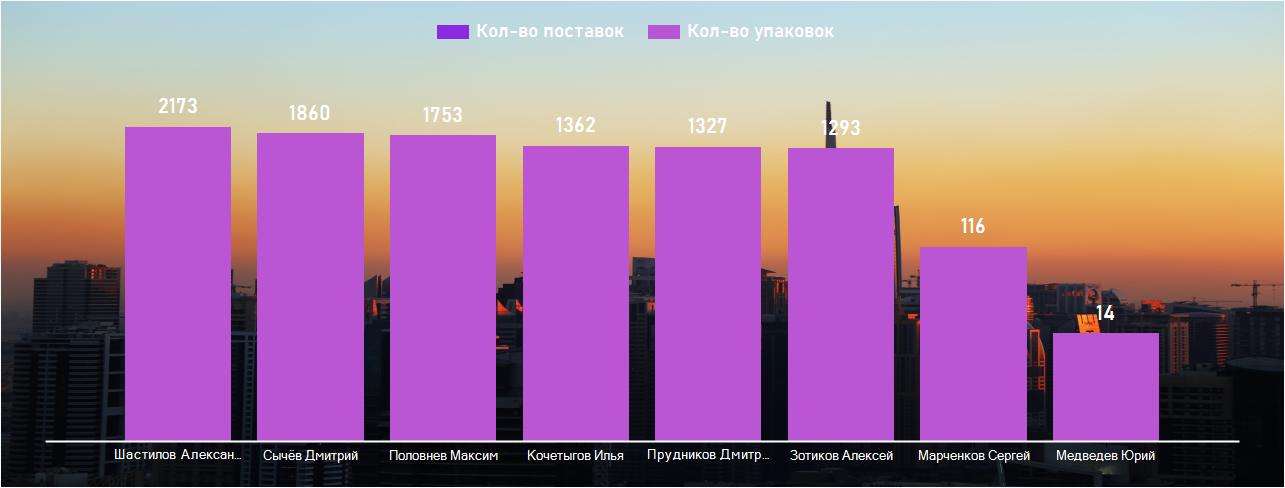 Кол-во поставок Кол-во упаковок
2173 1860 1753 1362 1327 1293 116 14
Шастилов Алексан... Сычёв Дмитрий Половнев Максим Кочетыгов Илья Прудников Дмитр... Зотиков Алексей Марченков Сергей Медведев Юрий